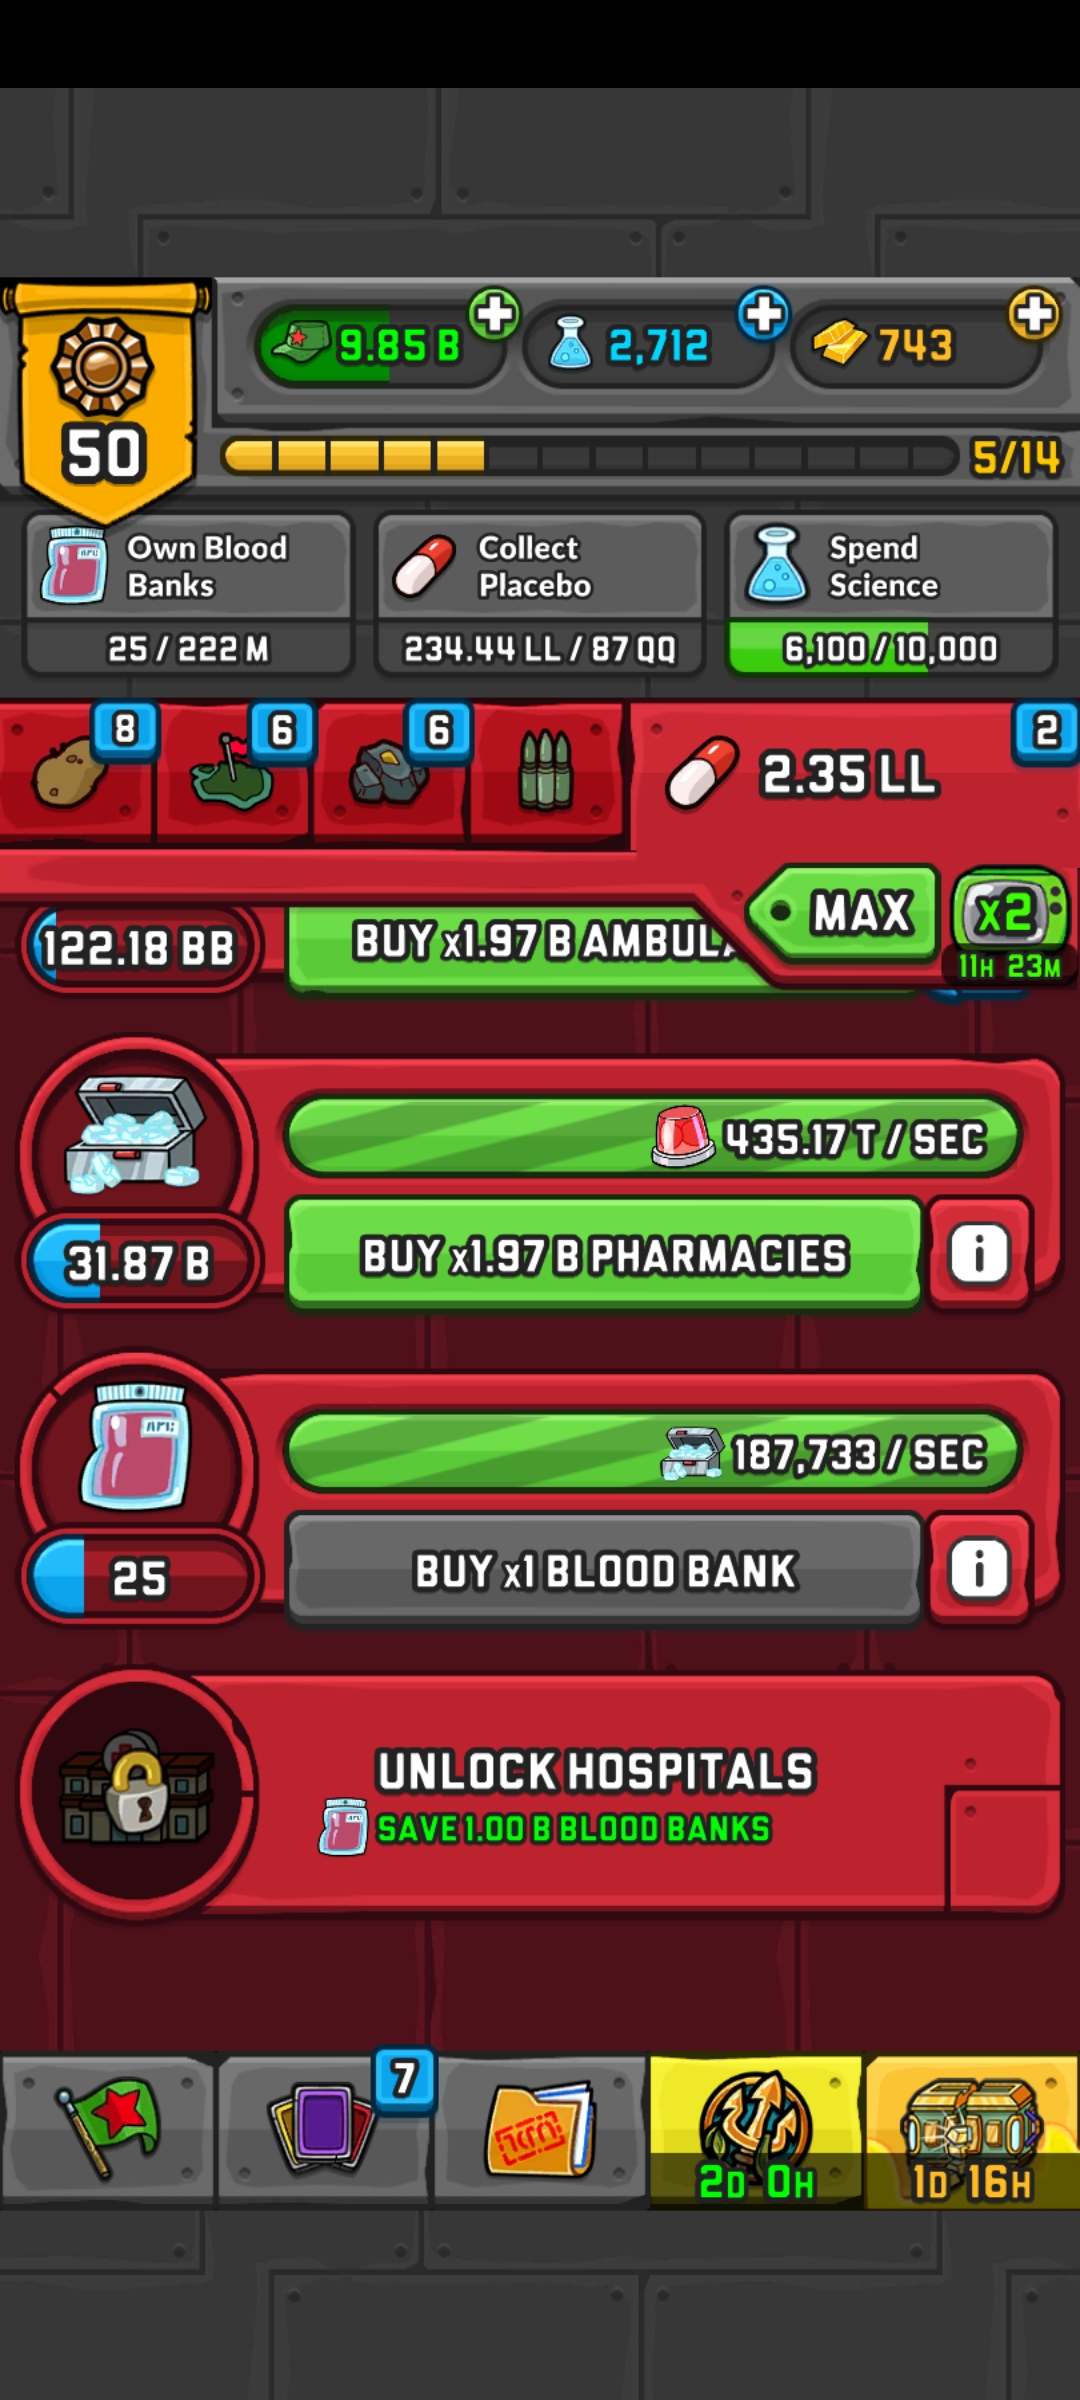 9.85 B
2,712
743
50
5/14
Own Blood
Banks
25 / 222 M
Collect
Placebo
234.44 LL / 87 QQ
Spend
Science
6,100 / 10,000
8
6
6
2.35 LL
2
MAX
x2
11H 23M
122.18 BB
BUY x1.97 B AMBUL
435.17 T / SEC
31.87 B
BUY x1.97 B PHARMACIES
i
187,733 / SEC
25
BUY x1 BLOOD BANK
i
UNLOCK HOSPITALS
SAVE 1.00 B BLOOD BANKS
7
2D 0H
1D 16H